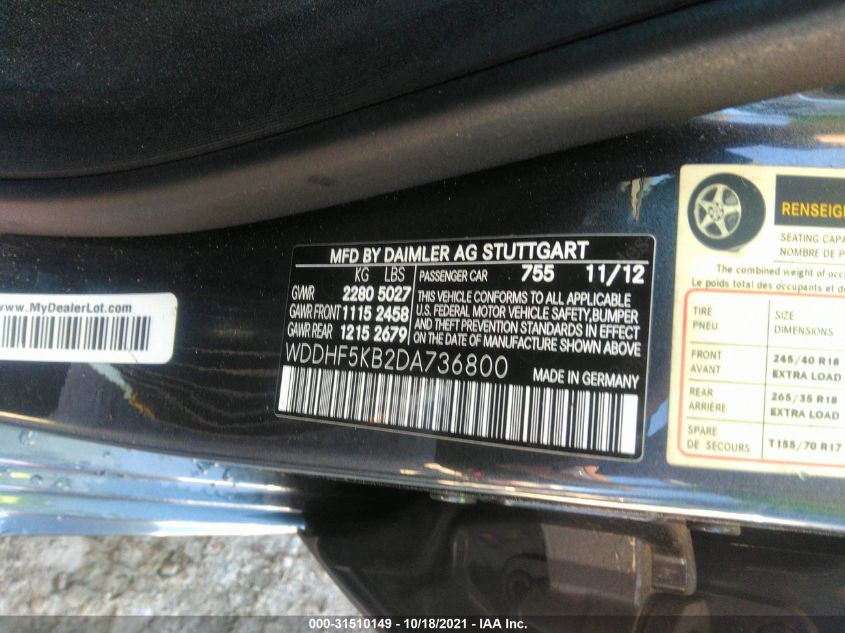 MFD BY DAIMLER AG STUTTGART
KG LBS
GVWR 2280 5027
GAWR FRONT 1115 2458
GAWR REAR 1215 2679
PASSENGER CAR 755 11/12
THIS VEHICLE CONFORMS TO ALL APPLICABLE
U.S. FEDERAL MOTOR VEHICLE SAFETY, BUMPER
AND THEFT PREVENTION STANDARDS IN EFFECT
ON DATE OF MANUFACTURE SHOWN ABOVE
WDDHF5KB2DA736800
MADE IN GERMANY
www.MyDealerLot.com
RENSEIG
SEATING CAPA
NOMBRE DE P
The combined weight of occu
Le poids total des occupants et d
TIRE
PNEU
SIZE
DIMENSIONS
FRONT
AVANT
245/40 R18
EXTRA LOAD
REAR
ARRIÈRE
265/35 R18
EXTRA LOAD
SPARE
DE SECOURS
T155/70 R17
000-31510149 - 10/18/2021 - IAA Inc.